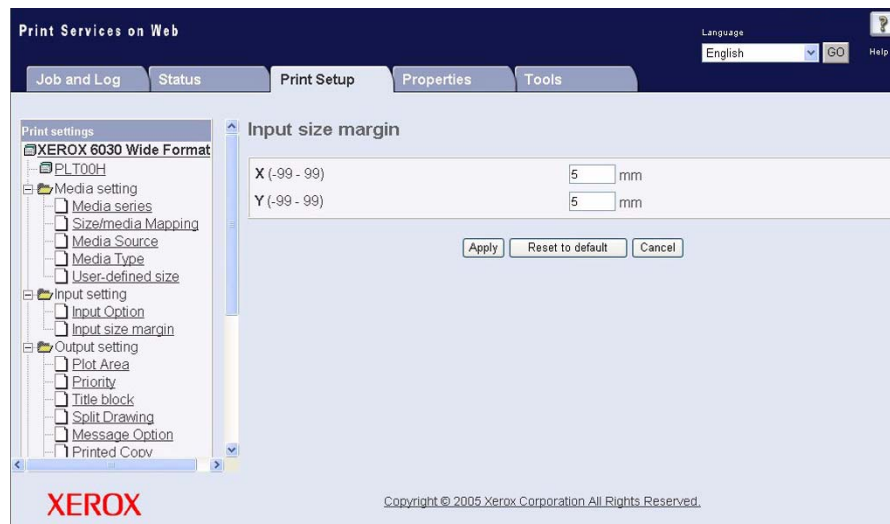 Print Services on Web
Language
English
GO
?
Help
Job and Log
Status
Print Setup
Properties
Tools
Print settings
XEROX 6030 Wide Format
PLT00H
Media setting
Media series
Size/media Mapping
Media Source
Media Type
User-defined size
Input setting
Input Option
Input size margin
Output setting
Plot Area
Priority
Title block
Split Drawing
Message Option
Printed Copy
Input size margin
X (-99 - 99) 5 mm
Y (-99 - 99) 5 mm
Apply
Reset to default
Cancel
XEROX
Copyright © 2005 Xerox Corporation All Rights Reserved.